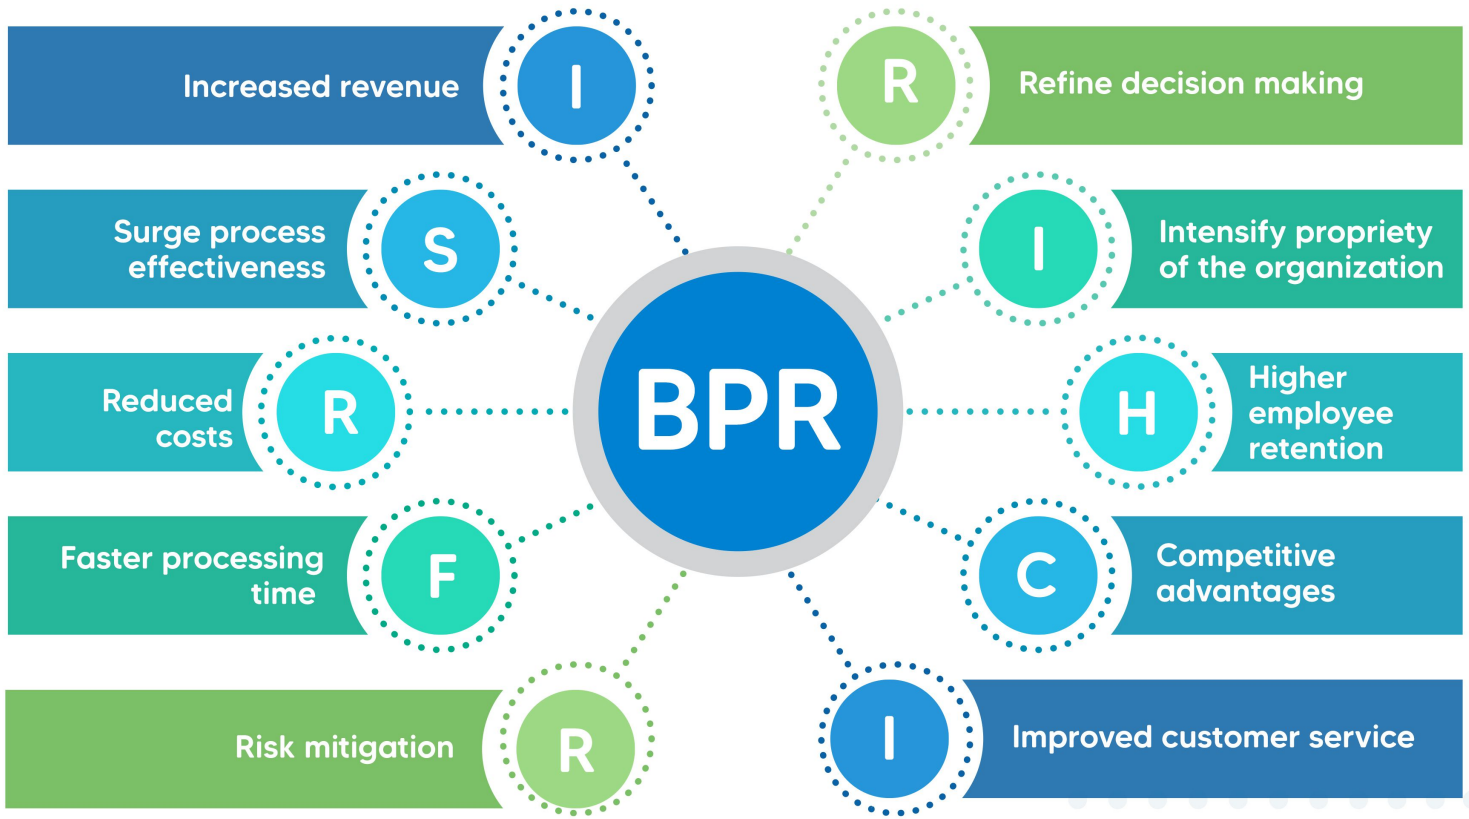 I
Increased revenue
S
Surge process
effectiveness
R
Reduced
costs
F
Faster processing
time
R
Risk mitigation
BPR
R
Refine decision making
I
Intensify propriety
of the organization
H
Higher
employee
retention
C
Competitive
advantages
I
Improved customer service